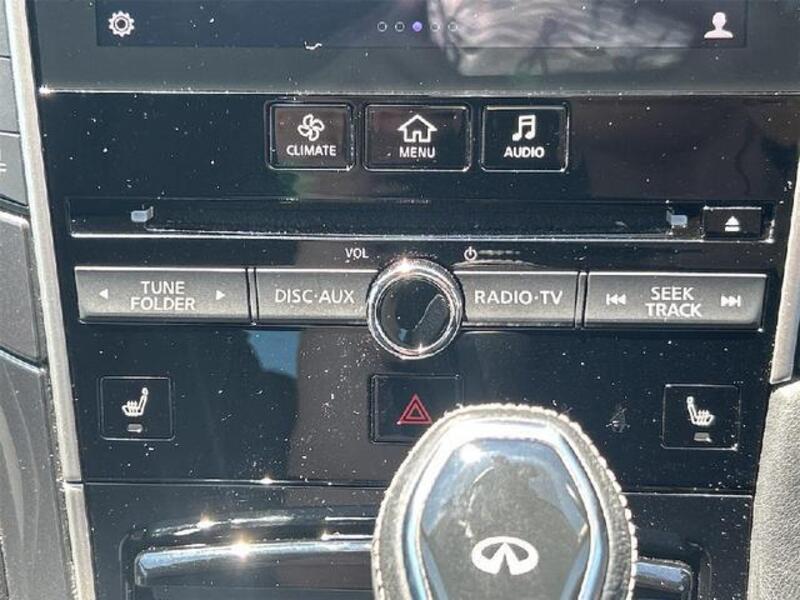 CLIMATE
MENU
AUDIO
VOL
TUNE
FOLDER
DISC·AUX
RADIO·TV
SEEK
TRACK